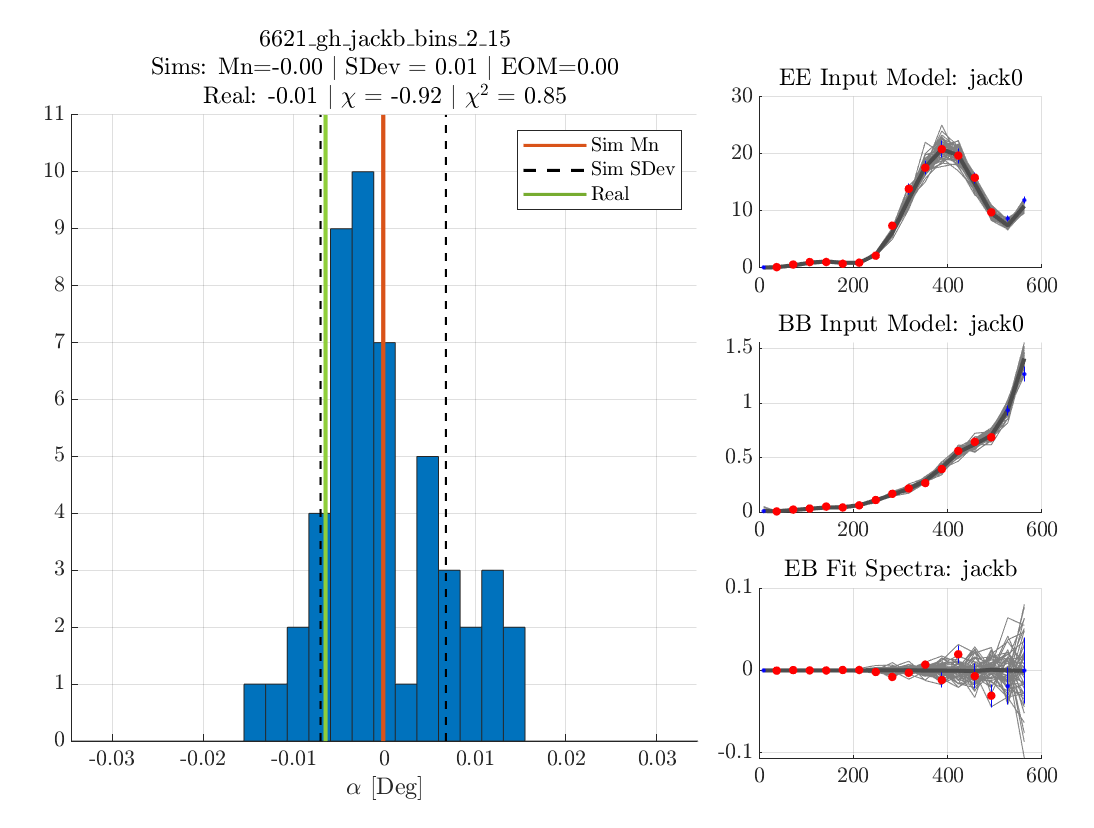 6621_gh_jackb_bins_2_15
Sims: Mn=-0.00 | SDev = 0.01 | EOM=0.00
Real: -0.01 | χ = -0.92 | χ² = 0.85
11
10
9
8
7
6
5
4
3
2
1
0
-0.03 -0.02 -0.01 0 0.01 0.02 0.03
α [Deg]
Sim Mn
Sim SDev
Real
EE Input Model: jack0
30
20
10
0
0 200 400 600
BB Input Model: jack0
1.5
1
0.5
0
0 200 400 600
EB Fit Spectra: jackb
0.1
0
-0.1
0 200 400 600